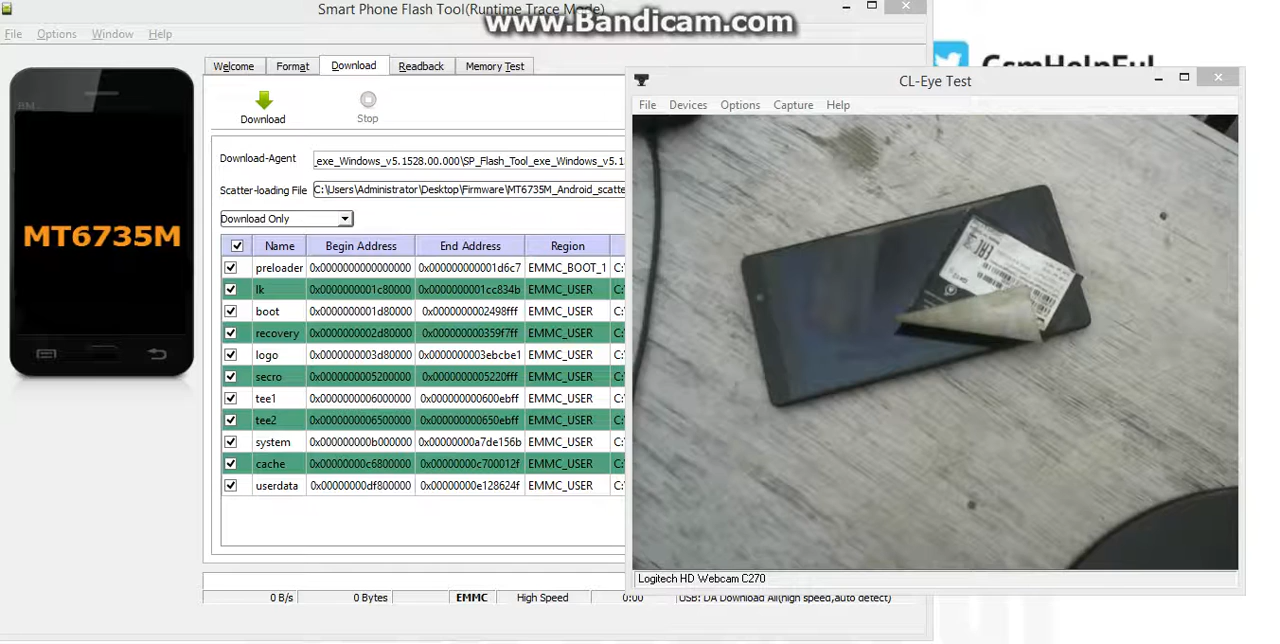 Smart Phone Flash Tool(Runtime Trace Mode)
www.Bandicam.com
File Options Window Help
GsmHelpFul
BM
MT6735M
Welcome Format Download Readback Memory Test
Download Stop
Download-Agent _exe_Windows_v5.1528.00.000\SP_Flash_Tool_exe_Windows_v5.1
Scatter-loading File C:\Users\Administrator\Desktop\Firmware\MT6735M_Android_scatte
Download Only
Name Begin Address End Address Region
preloader 0x0000000000000000 0x000000000001d6c7 EMMC_BOOT_1 C:
lk 0x0000000001c80000 0x0000000001cc834b EMMC_USER C:\
boot 0x0000000001d80000 0x0000000002498fff EMMC_USER C:\
recovery 0x0000000002d80000 0x000000000359f7ff EMMC_USER C:\
logo 0x0000000003d80000 0x0000000003ebcbe1 EMMC_USER C:\
secro 0x0000000005200000 0x0000000005220fff EMMC_USER C:\
tee1 0x0000000006000000 0x000000000600ebff EMMC_USER C:\
tee2 0x0000000006500000 0x000000000650ebff EMMC_USER C:\
system 0x000000000b000000 0x00000000a7de156b EMMC_USER C:\
cache 0x00000000c6800000 0x00000000c700012f EMMC_USER C:\
userdata 0x00000000df800000 0x00000000e128624f EMMC_USER C:\
0 B/s 0 Bytes EMMC High Speed 0:00 USB: DA Download All(high speed,auto detect)
CL-Eye Test
File Devices Options Capture Help
EAC
Logitech HD Webcam C270